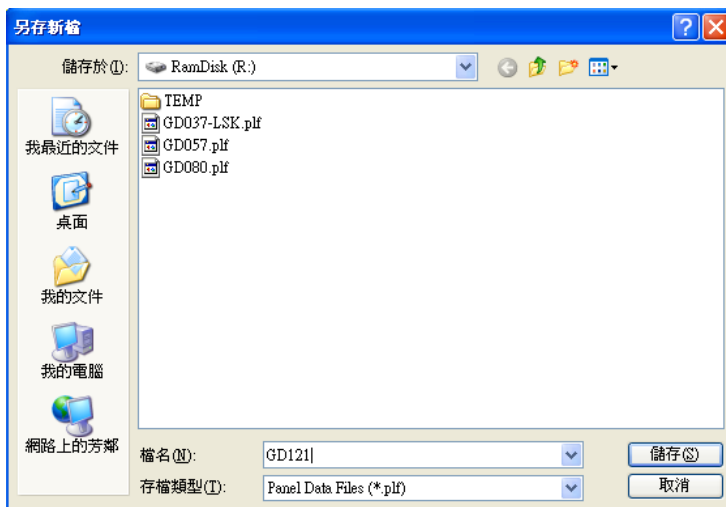 另存新檔
儲存於(I):
RamDisk (R:)
TEMP
GD037-LSK.plf
GD057.plf
GD080.plf
我最近的文件
桌面
我的文件
我的電腦
網路上的芳鄰
檔名(N):
GD121
儲存(S)
存檔類型(T):
Panel Data Files (*.plf)
取消